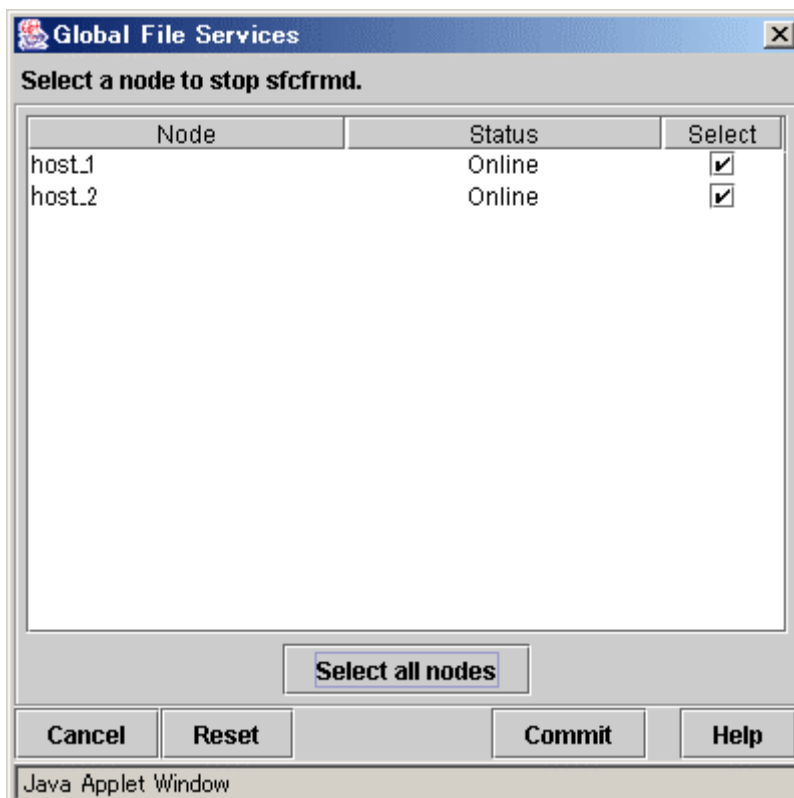 Global File Services
Select a node to stop sfcfrmd.
Node Status Select
host_1 Online
host_2 Online
Select all nodes
Cancel Reset Commit Help
Java Applet Window